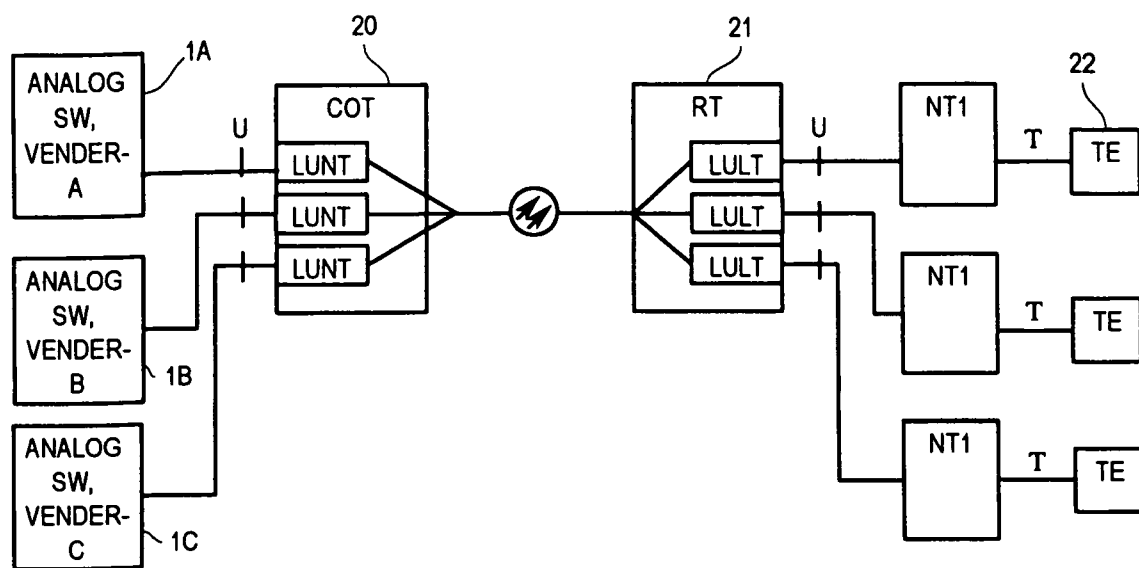 1A
ANALOG
SW,
VENDER-
A
20
COT
U
LUNT
LUNT
LUNT
21
RT
LULT
LULT
LULT
U
NT1
T
22
TE
ANALOG
SW,
VENDER-
B
1B
NT1
T
TE
ANALOG
SW,
VENDER-
C
1C
NT1
T
TE